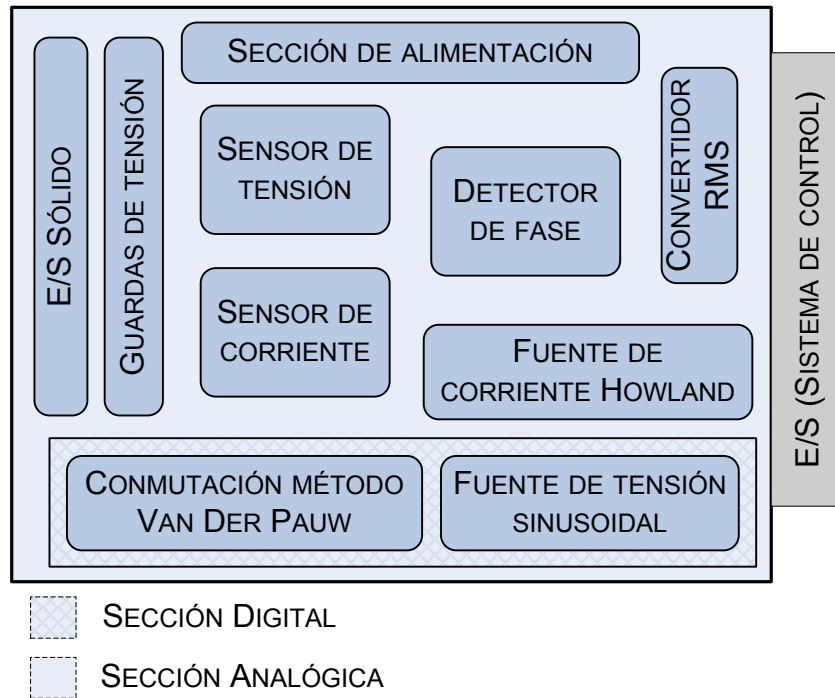 SECCIÓN DE ALIMENTACIÓN
E/S SÓLIDO
GUARDAS DE TENSIÓN
SENSOR DE
TENSIÓN
DETECTOR
DE FASE
CONVERTIDOR
RMS
SENSOR DE
CORRIENTE
FUENTE DE
CORRIENTE HOWLAND
E/S (SISTEMA DE CONTROL)
CONMUTACIÓN MÉTODO
VAN DER PAUW
FUENTE DE TENSIÓN
SINUSOIDAL
SECCIÓN DIGITAL
SECCIÓN ANALÓGICA